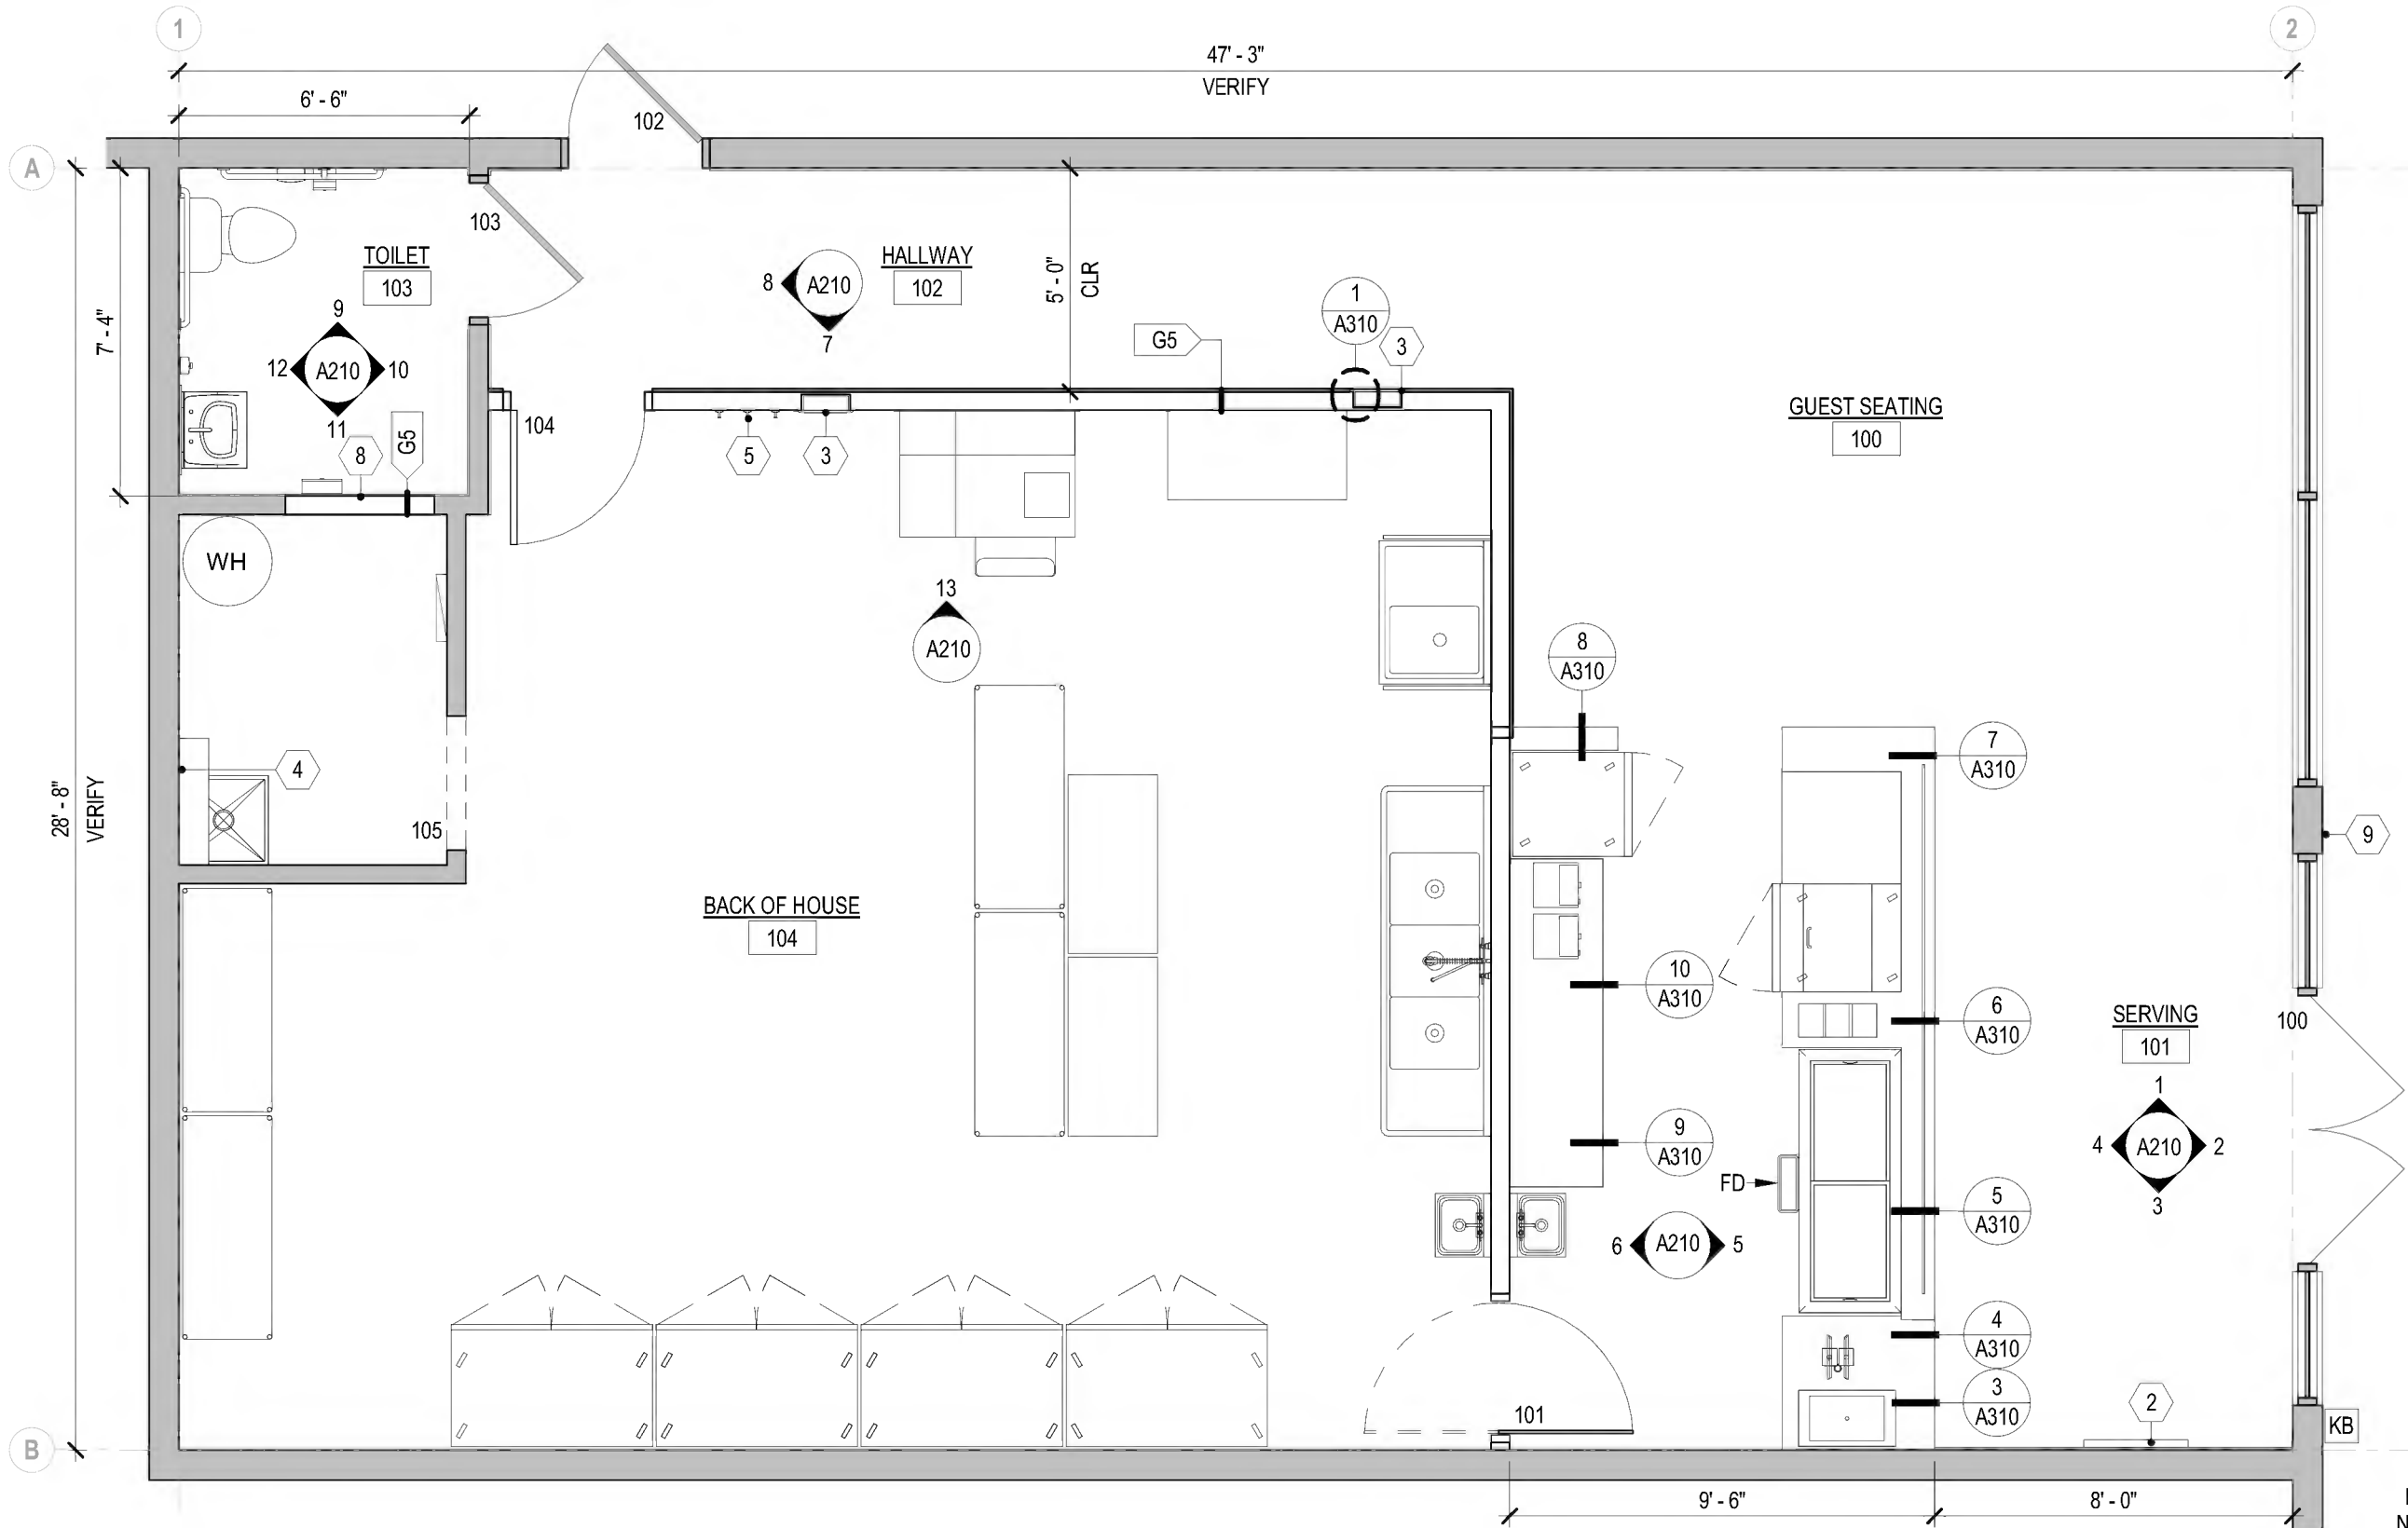 1
2
47' - 3"
VERIFY
6' - 6"
102
A
103
TOILET
103
HALLWAY
102
8
A210
7
5' - 0"
CLR
1
A310
3
G5
7' - 4"
9
12
A210
10
11
8
G5
104
5
3
GUEST SEATING
100
WH
13
A210
8
A310
7
A310
4
28' - 8"
VERIFY
105
9
BACK OF HOUSE
104
10
A310
6
A310
SERVING
101
100
1
4
A210
2
3
9
A310
FD
5
A310
6
A210
5
4
A310
3
A310
2
101
KB
B
9' - 6"
8' - 0"